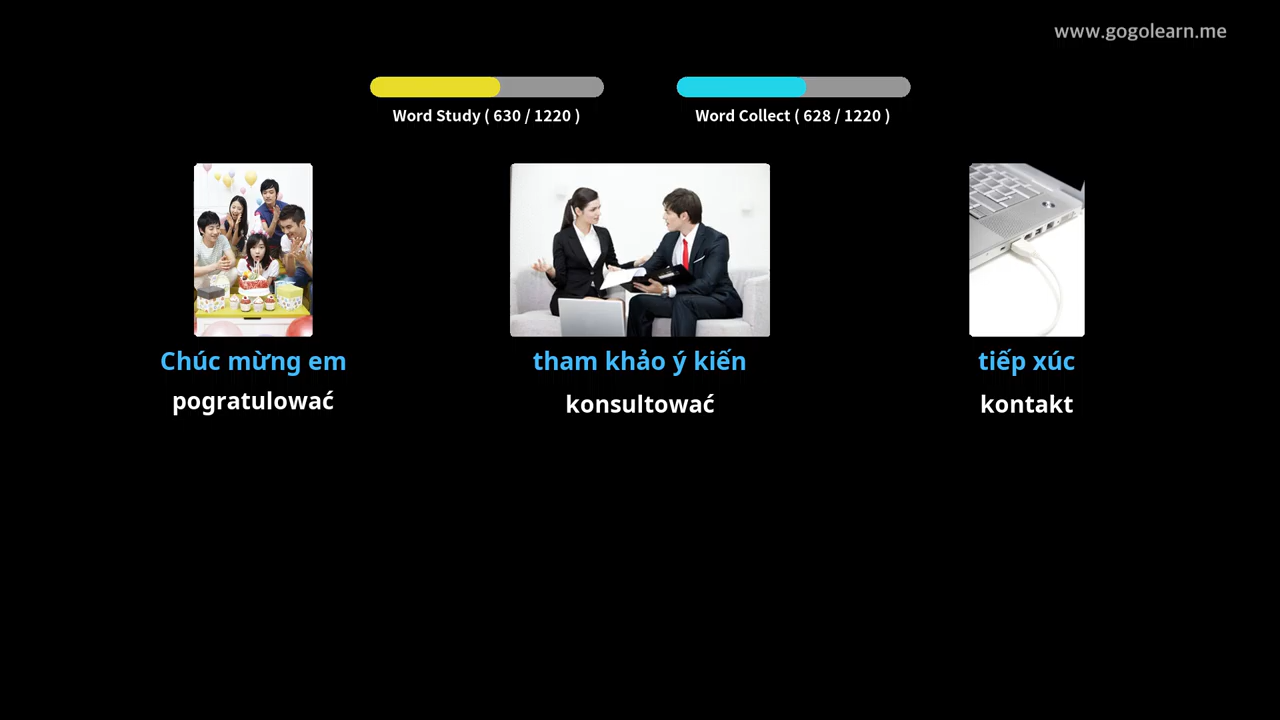 www.gogolearn.me
Word Study ( 630 / 1220 )
Word Collect ( 628 / 1220 )
Chúc mừng em
pogratulować
tham khảo ý kiến
konsultować
tiếp xúc
kontakt